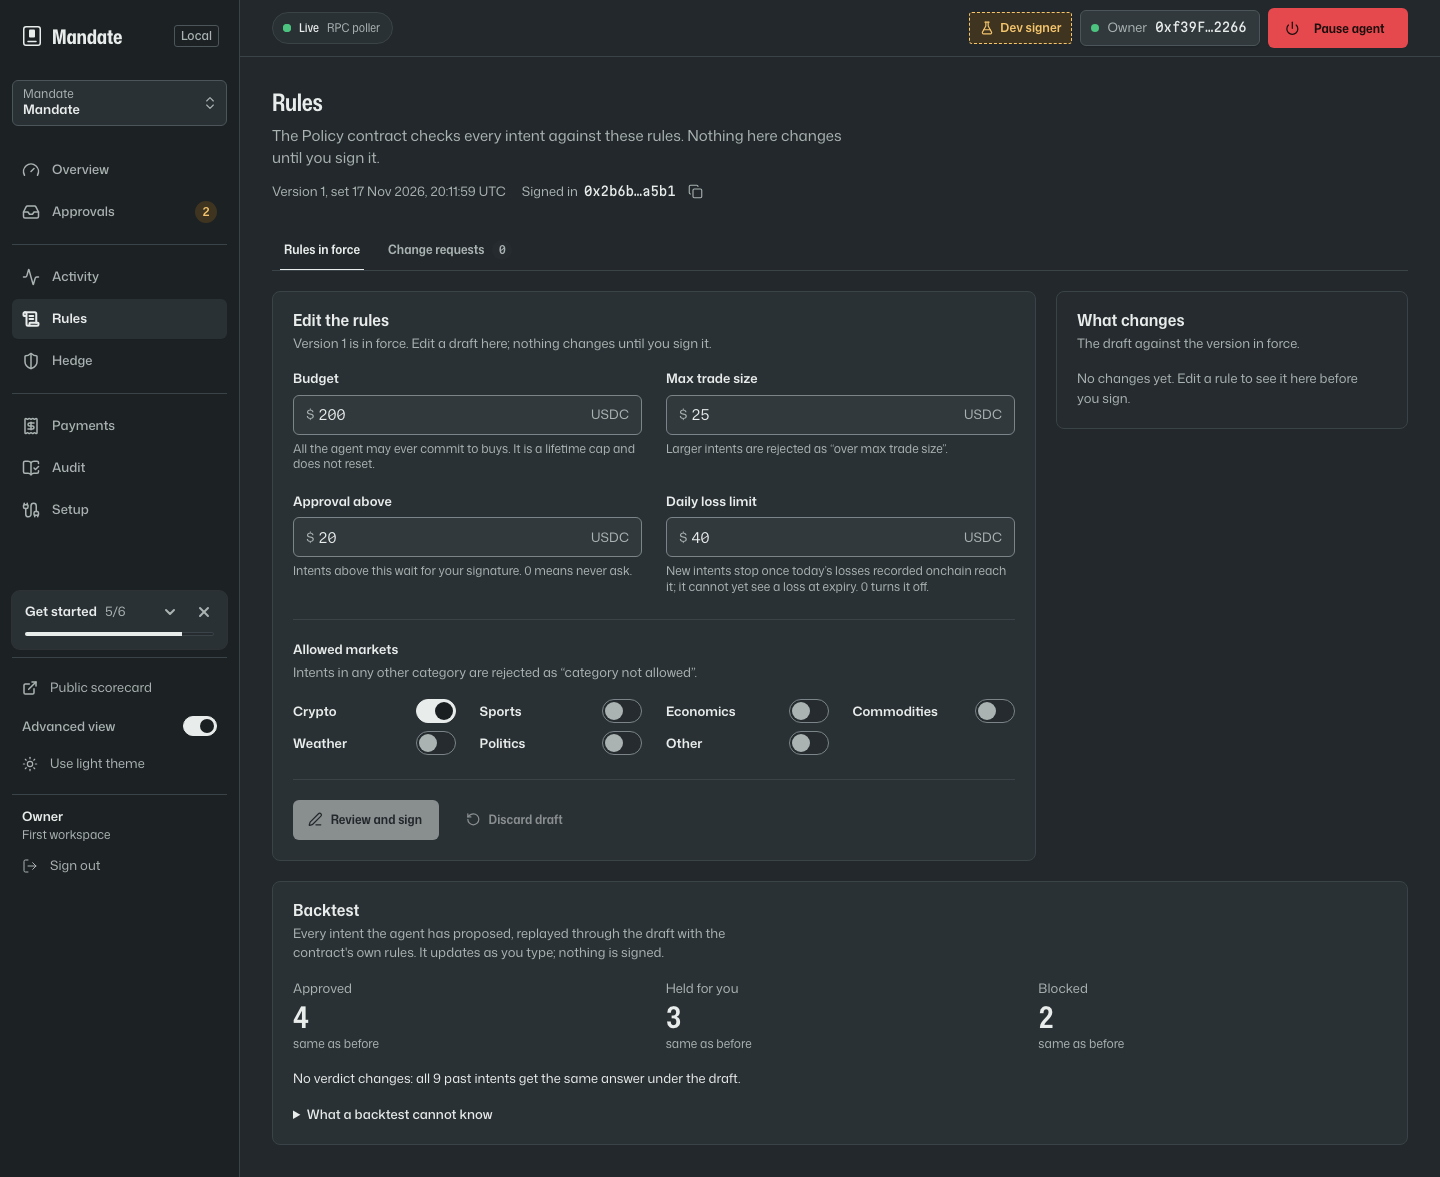 Mandate
Local
Mandate
Mandate
Overview
Approvals 2
Activity
Rules
Hedge
Payments
Audit
Setup
Get started 5/6
Public scorecard
Advanced view
Use light theme
Owner
First workspace
Sign out
Live RPC poller
Dev signer
Owner 0xf39F…2266
Pause agent
Rules
The Policy contract checks every intent against these rules. Nothing here changes
until you sign it.
Version 1, set 17 Nov 2026, 20:11:59 UTC Signed in 0x2b6b…a5b1
Rules in force
Change requests 0
Edit the rules
Version 1 is in force. Edit a draft here; nothing changes until you sign it.
Budget
$ 200 USDC
All the agent may ever commit to buys. It is a lifetime cap and
does not reset.
Max trade size
$ 25 USDC
Larger intents are rejected as “over max trade size”.
Approval above
$ 20 USDC
Intents above this wait for your signature. 0 means never ask.
Daily loss limit
$ 40 USDC
New intents stop once today’s losses recorded onchain reach
it; it cannot yet see a loss at expiry. 0 turns it off.
Allowed markets
Intents in any other category are rejected as “category not allowed”.
Crypto Sports Economics Commodities
Weather Politics Other
Review and sign
Discard draft
What changes
The draft against the version in force.
No changes yet. Edit a rule to see it here before
you sign.
Backtest
Every intent the agent has proposed, replayed through the draft with the
contract’s own rules. It updates as you type; nothing is signed.
Approved
4
same as before
Held for you
3
same as before
Blocked
2
same as before
No verdict changes: all 9 past intents get the same answer under the draft.
What a backtest cannot know